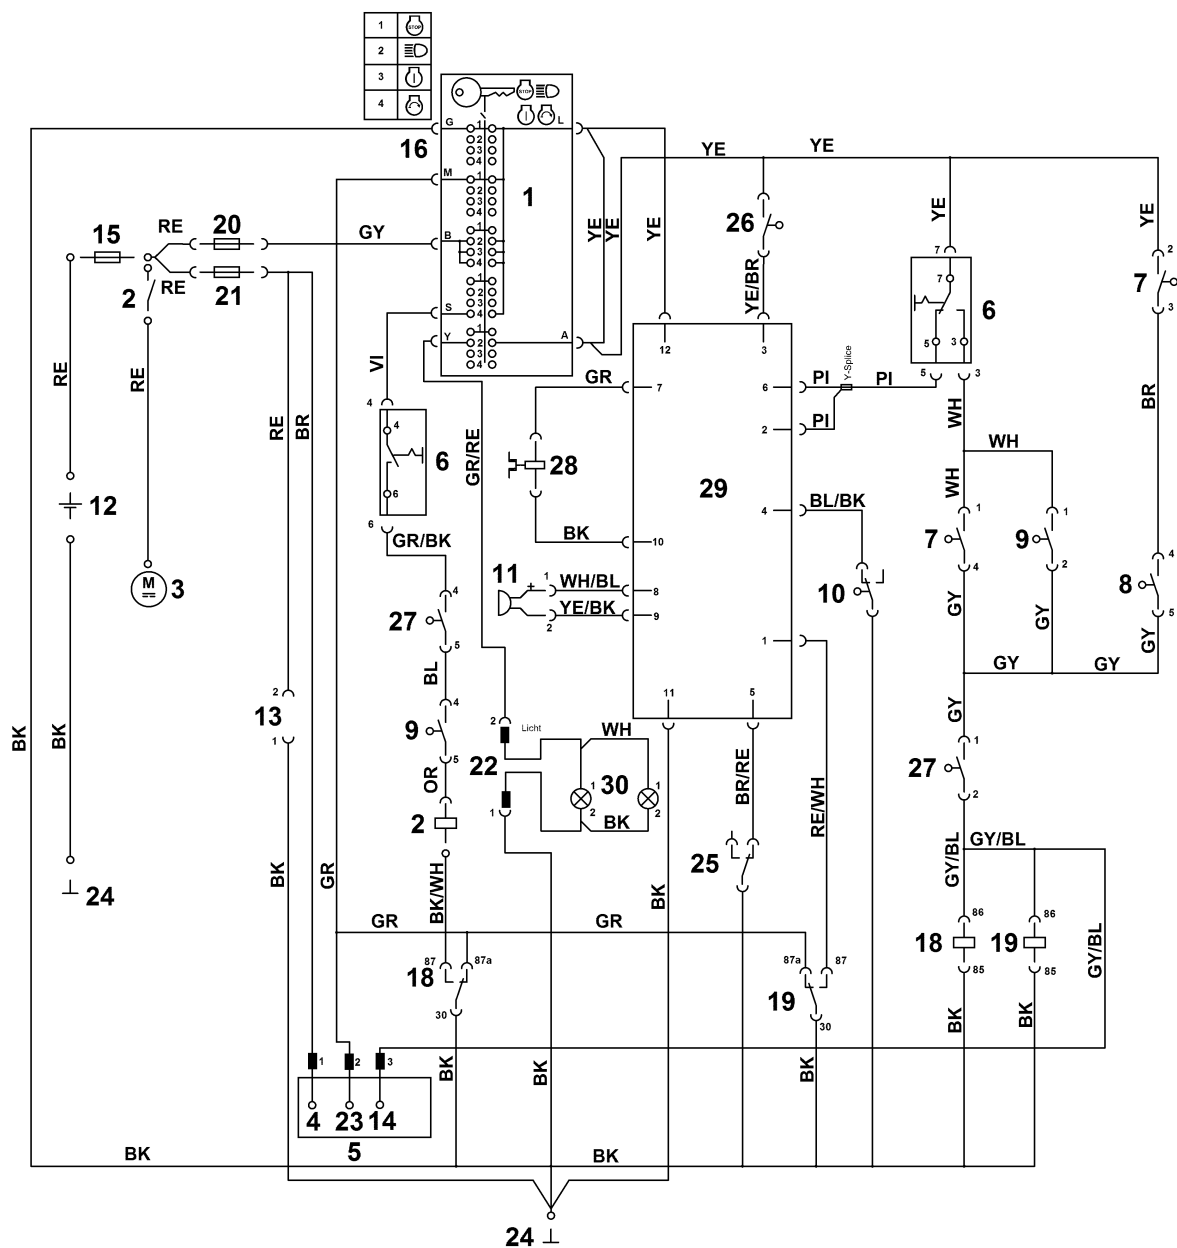 1
STOP
2
3
4
STOP
G
1
L
2
16
3
4
YE
YE
M
1
2
1
3
4
YE
YE
YE
YE
YE
26
RE
20
GY
B
1
2
3
4
15
2
RE
21
7
2
7
7
3
6
YE/BR
S
1
2
3
4
Y
1
A
2
3
4
12
3
5
3
5
3
VI
RE
RE
GR
7
6
PI
Y-Splice
PI
2
PI
WH
BR
4
4
6
6
6
RE
BR
GR/RE
WH
28
29
WH
12
4
BL/BK
1
1
7
9
GR/BK
BK
10
4
2
4
8
5
11
+
1
WH/BL
8
YE/BK
9
2
10
M
3
4
27
5
GY
GY
GY
1
BL
GY
GY
2
13
1
4
9
5
11
5
GY
BK
BK
2
Licht
22
WH
1
27
2
OR
30
1
1
2
2
1
BK
BR/RE
RE/WH
2
25
GY/BL
GY/BL
24
BK
GR
BK/WH
BK
GR
GR
86
86
18
19
85
85
GY/BL
87
87a
18
30
87a
87
19
30
BK
BK
1
2
3
BK
BK
BK
4
23
14
5
BK
BK
24